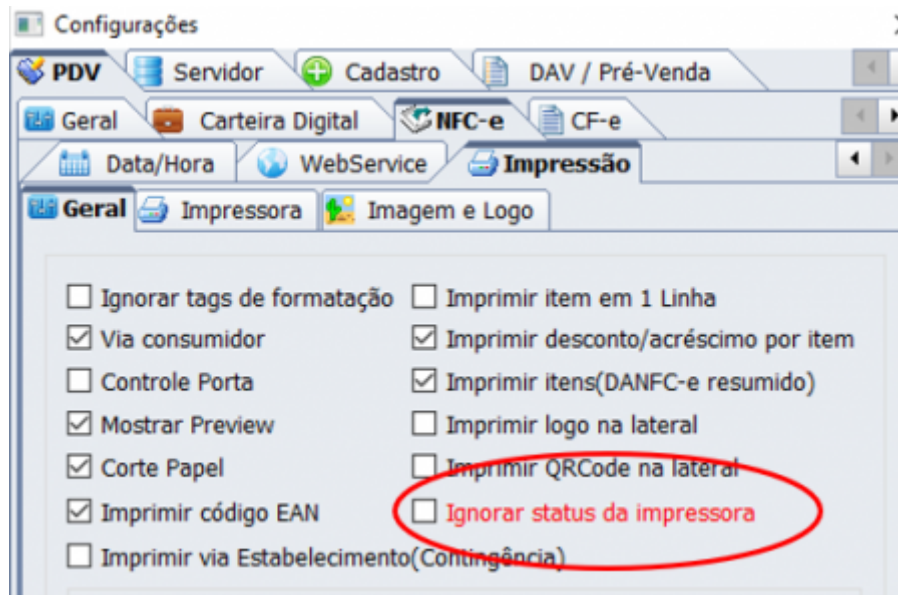 Configurações
PDV Servidor Cadastro DAV / Pré-Venda
Geral Carteira Digital NFC-e CF-e
Data/Hora WebService Impressão
Geral Impressora Imagem e Logo
Ignorar tags de formatação Imprimir item em 1 Linha
Via consumidor Imprimir desconto/acréscimo por item
Controle Porta Imprimir itens(DANFC-e resumido)
Mostrar Preview Imprimir logo na lateral
Corte Papel Imprimir QRCode na lateral
Imprimir código EAN Ignorar status da impressora
Imprimir via Estabelecimento(Contingência)